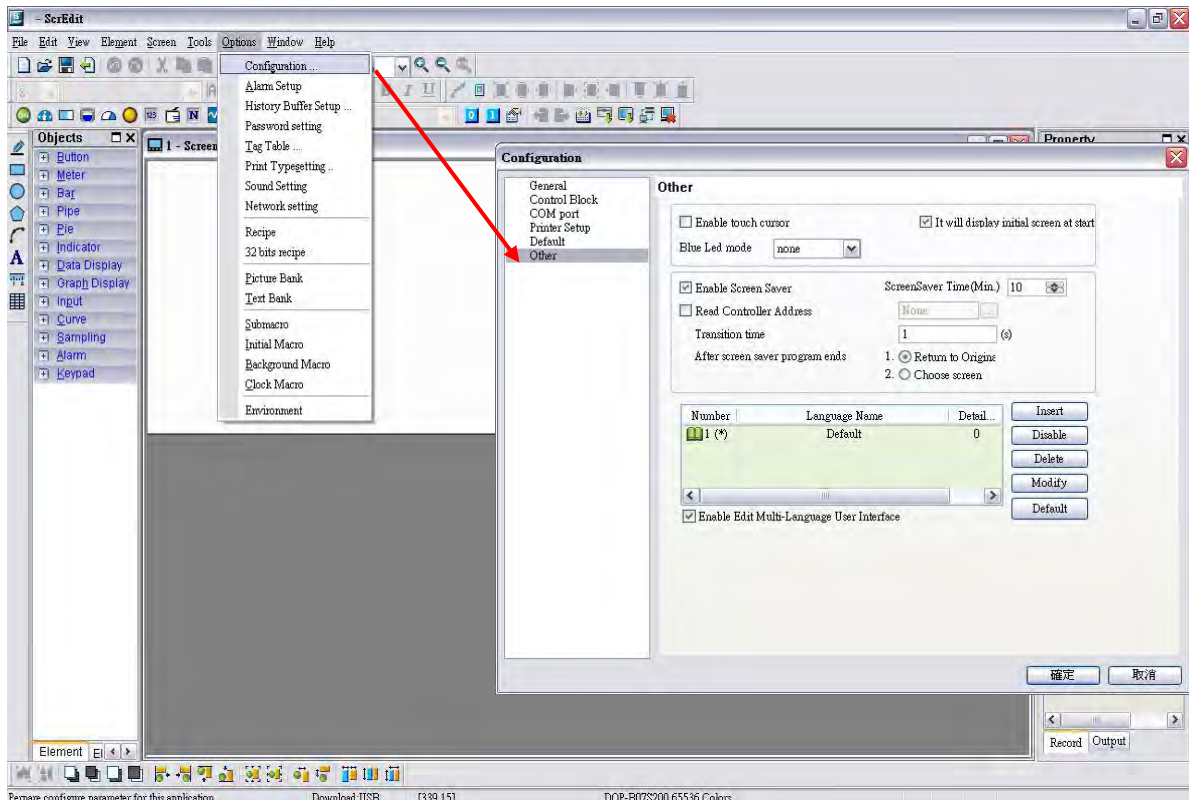 - ScrEdit
File Edit View Element Screen Tools Options Window Help
Configuration ...
Alarm Setup
History Buffer Setup ...
Password setting
Tag Table ...
Print Typesetting ..
Sound Setting
Network setting
Recipe
32 bits recipe
Picture Bank
Text Bank
Submacro
Initial Macro
Background Macro
Clock Macro
Environment
Objects
Button
Meter
Bar
Pipe
Pie
Indicator
Data Display
Graph Display
Input
Curve
Sampling
Alarm
Keypad
Element El
1 - Screen
Property
Configuration
General
Control Block
COM port
Printer Setup
Default
Other
Other
Enable touch cursor
It will display initial screen at start
Blue Led mode none
Enable Screen Saver ScreenSaver Time(Min.) 10
Read Controller Address None ...
Transition time 1 (s)
After screen saver program ends 1. Return to Origine
2. Choose screen
Number Language Name Detail...
1 (*) Default 0
Insert
Disable
Delete
Modify
Default
Enable Edit Multi-Language User Interface
確定 取消
Record Output
Perpare configure parameter for this application Download:USB [339,15] DOP-B07S200 65536 Colors